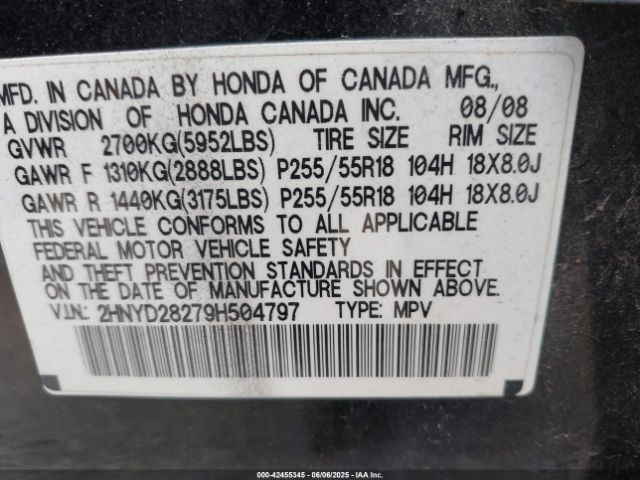 MFD. IN CANADA BY HONDA OF CANADA MFG.,
A DIVISION OF HONDA CANADA INC. 08/08
GVWR 2700KG(5952LBS) TIRE SIZE RIM SIZE
GAWR F 1310KG(2888LBS) P255/55R18 104H 18X8.0J
GAWR R 1440KG(3175LBS) P255/55R18 104H 18X8.0J
THIS VEHICLE CONFORMS TO ALL APPLICABLE
FEDERAL MOTOR VEHICLE SAFETY
AND THEFT PREVENTION STANDARDS IN EFFECT
ON THE DATE OF MANUFACTURE SHOWN ABOVE.
V.I.N.: 2HNYD28279H504797 TYPE: MPV
000-42455345 - 06/06/2025 - IAAI.com